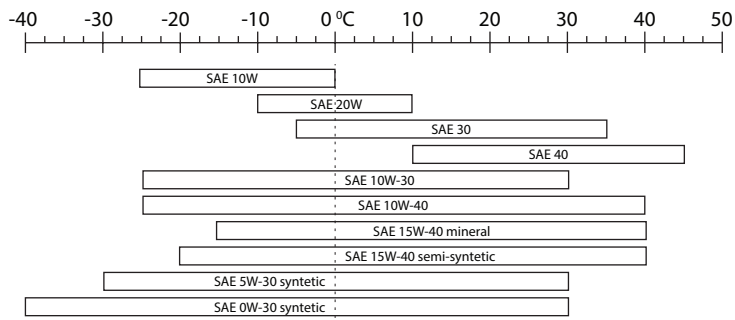 -40 -30 -20 -10 0 ⁰C 10 20 30 40 50
SAE 10W
SAE 20W
SAE 30
SAE 40
SAE 10W-30
SAE 10W-40
SAE 15W-40 mineral
SAE 15W-40 semi-syntetic
SAE 5W-30 syntetic
SAE 0W-30 syntetic